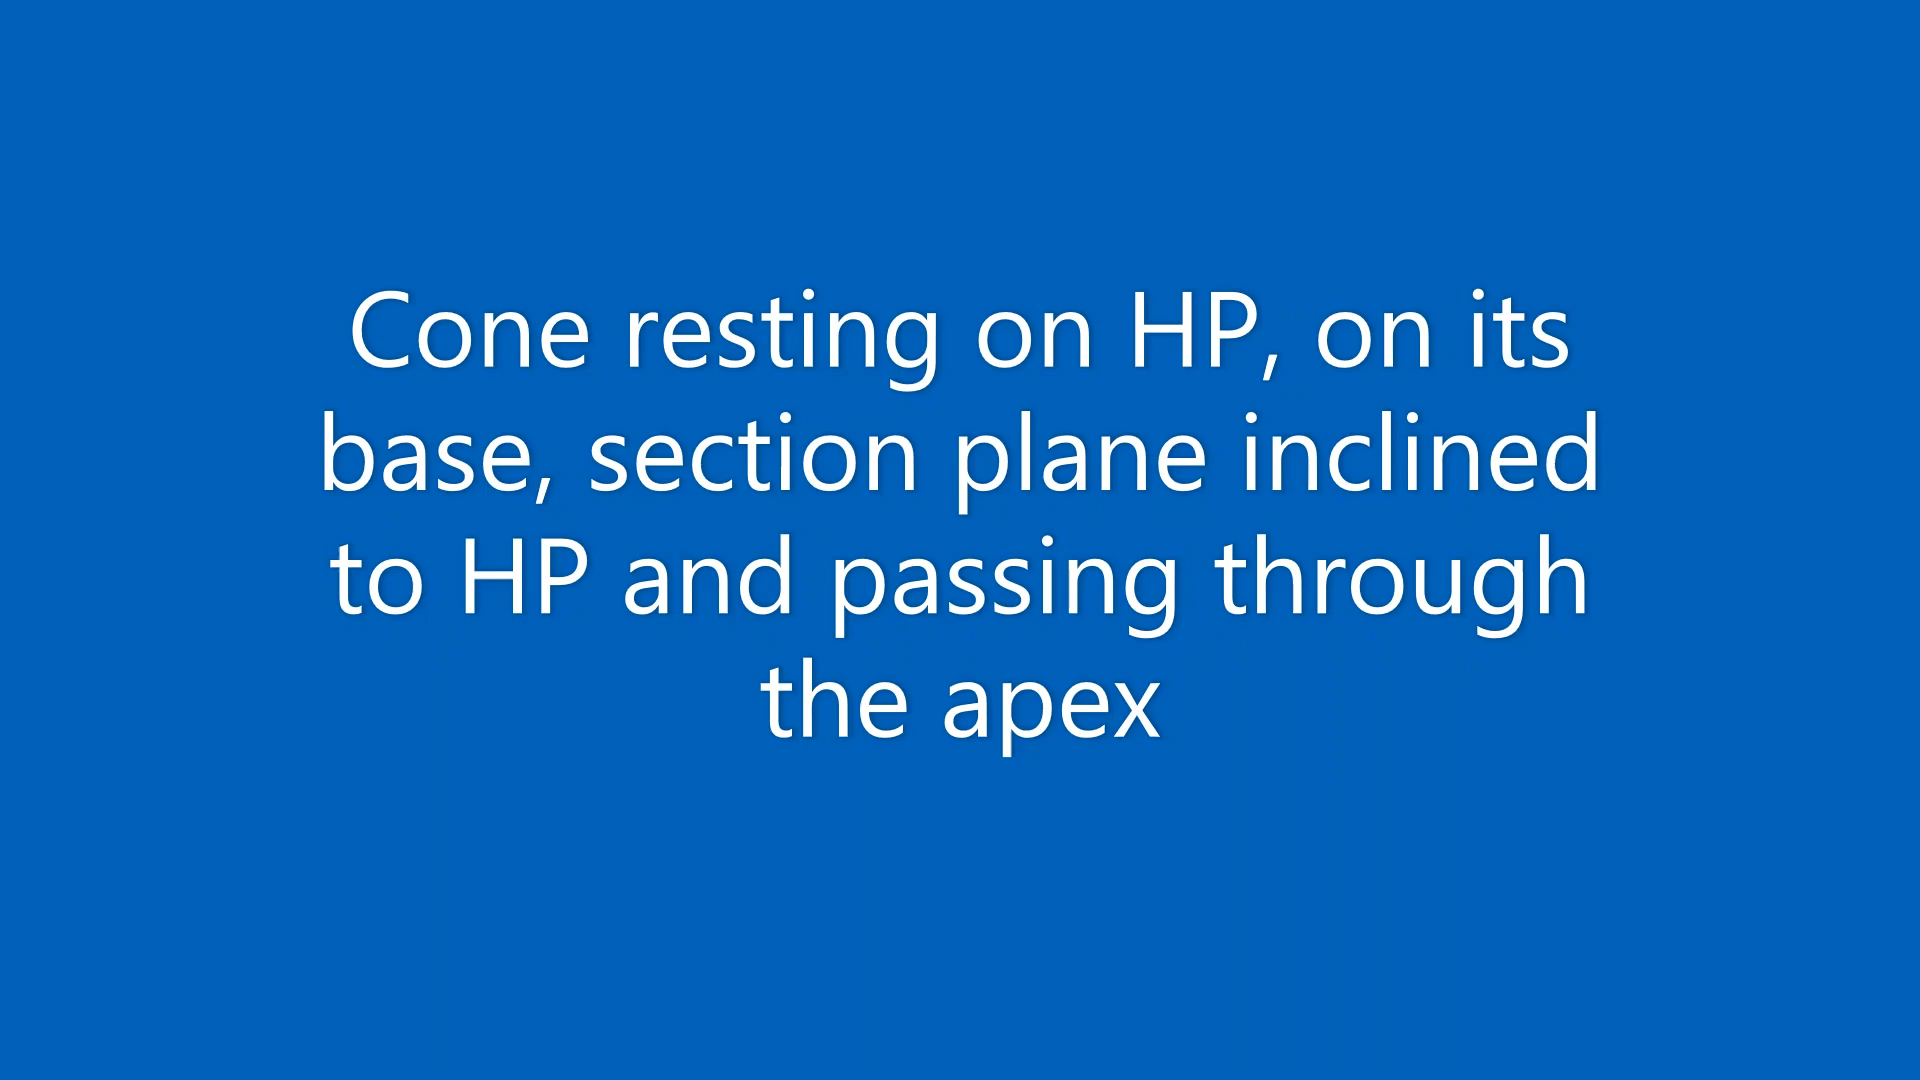 Cone resting on HP, on its
base, section plane inclined
to HP and passing through
the apex